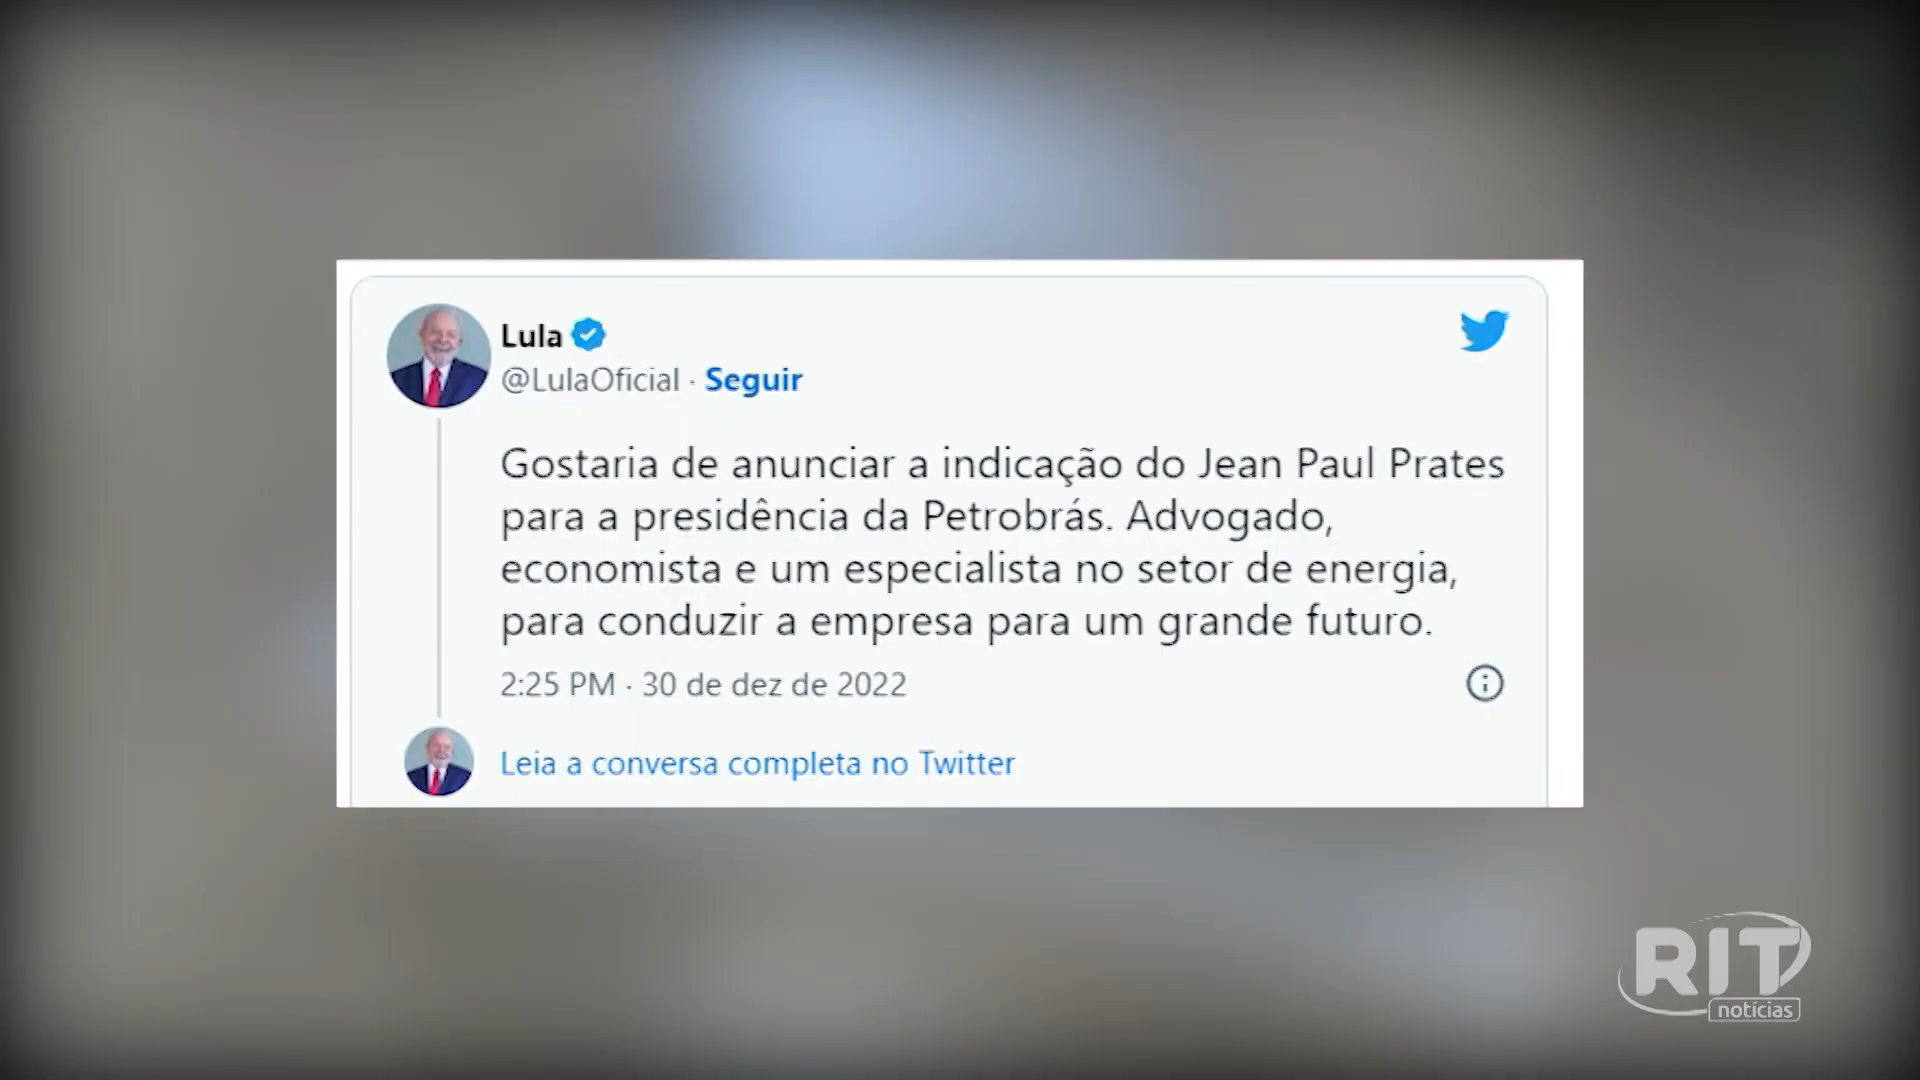 Lula
@LulaOficial · Seguir
Gostaria de anunciar a indicação do Jean Paul Prates
para a presidência da Petrobrás. Advogado,
economista e um especialista no setor de energia,
para conduzir a empresa para um grande futuro.
2:25 PM · 30 de dez de 2022
Leia a conversa completa no Twitter
RIT
notícias